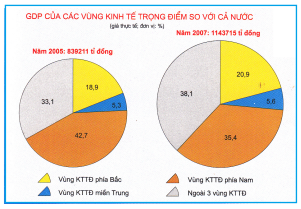 GDP CỦA CÁC VÙNG KINH TẾ TRỌNG ĐIỂM SO VỚI CẢ NƯỚC
(giá thực tế; đơn vị: %)
Năm 2005: 839211 tỉ đồng
Năm 2007: 1143715 tỉ đồng
18,9
5,3
42,7
33,1
20,9
5,6
35,4
38,1
Vùng KTTĐ phía Bắc
Vùng KTTĐ phía Nam
Vùng KTTĐ miền Trung
Ngoài 3 vùng KTTĐ